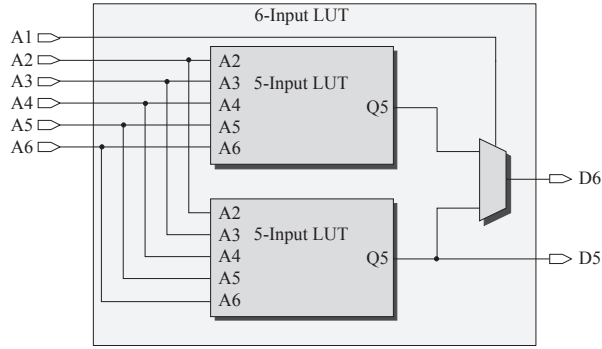 6-Input LUT
A1
A2
A3
A4
A5
A6
A2
A3
A4
A5
A6
5-Input LUT
Q5
A2
A3
A4
A5
A6
5-Input LUT
Q5
D6
D5